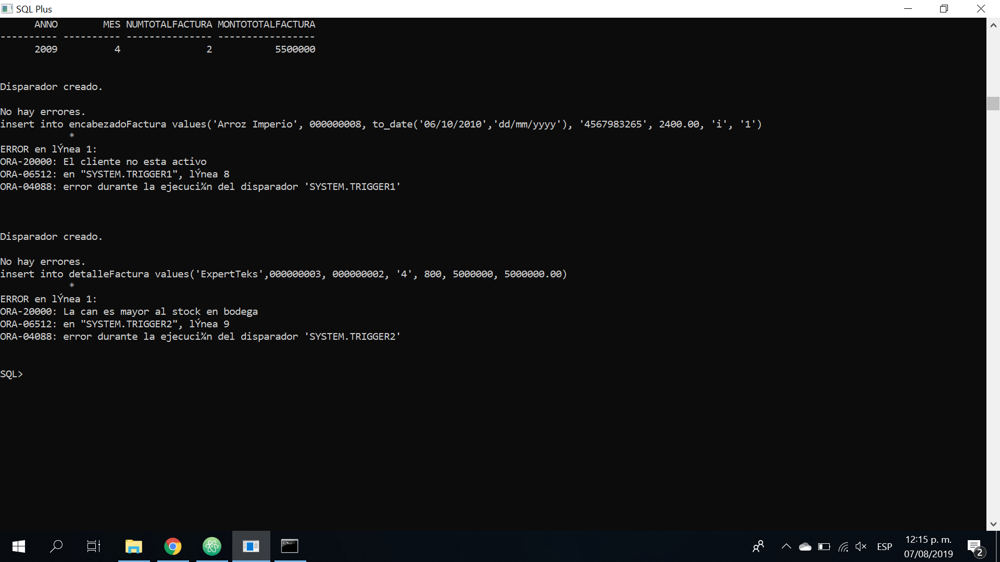 SQL Plus
ANNO MES NUMTOTALFACTURA MONTOTOTALFACTURA
---------- ---------- --------------- -----------------
2009 4 2 5500000
Disparador creado.
No hay errores.
insert into encabezadoFactura values('Arroz Imperio', 000000008, to_date('06/10/2010','dd/mm/yyyy'), '4567983265', 2400.00, 'i', '1')
*
ERROR en lÝnea 1:
ORA-20000: El cliente no esta activo
ORA-06512: en "SYSTEM.TRIGGER1", lÝnea 8
ORA-04088: error durante la ejecuci¾n del disparador 'SYSTEM.TRIGGER1'
Disparador creado.
No hay errores.
insert into detalleFactura values('ExpertTeks',000000003, 000000002, '4', 800, 5000000, 5000000.00)
*
ERROR en lÝnea 1:
ORA-20000: La can es mayor al stock en bodega
ORA-06512: en "SYSTEM.TRIGGER2", lÝnea 9
ORA-04088: error durante la ejecuci¾n del disparador 'SYSTEM.TRIGGER2'
SQL>
ESP
12:15 p. m.
07/08/2019
2